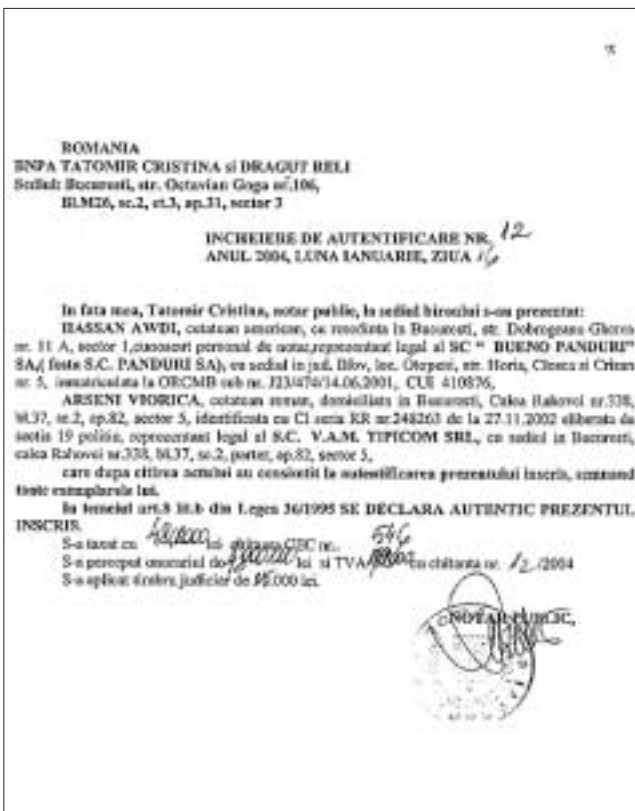 ROMANIA
BNPA TATOMIR CRISTINA si DRAGUT RELI
Sediul: Bucuresti, str. Octavian Goga nr.106,
Bl.M26, sc.2, et.3, ap.31, sector 3
INCHEIERE DE AUTENTIFICARE NR. 12
ANUL 2004, LUNA IANUARIE, ZIUA 16
In fata mea, Tatomir Cristina, notar public, la sediul biroului s-au prezentat:
HASSAN AWDI, cetatean american, cu resedinta in Bucuresti, str. Dobrogeanu Gherea
nr. 11 A, sector 1,cunoscut personal de notar,reprezentant legal al SC " BUENO PANDURI"
SA,( fosta S.C. PANDURI SA), cu sediul in jud. Ilfov, loc. Otopeni, str. Horia, Closca si Crisan
nr. 5, inmatriculata la ORCMB sub nr. J23/474/14.06.2001, CUI 410876,
ARSENI VIORICA, cetatean roman, domiciliata in Bucuresti, Calea Rahovei nr.338,
bl.37, sc.2, ap.82, sector 5, identificata cu CI seria RR nr.248263 de la 27.11.2002 eliberata de
sectia 19 politie, reprezentant legal al S.C. V.A.M. TIPICOM SRL, cu sediul in Bucuresti,
calea Rahovei nr.338, bl.37, sc.2, parter, ap.82, sector 5,
care dupa citirea actului au consimtit la autentificarea prezentului inscris, semnand
toate exemplarele lui.
In temeiul art.8 lit.b din Legea 36/1995 SE DECLARA AUTENTIC PREZENTUL
INSCRIS.
S-a taxat cu lei chitanta CEC nr.. 546
S-a perceput onorariul de lei si TVA cu chitanta nr. 12 /2004
S-a aplicat timbru judiciar de .000 lei.
NOTAR PUBLIC,